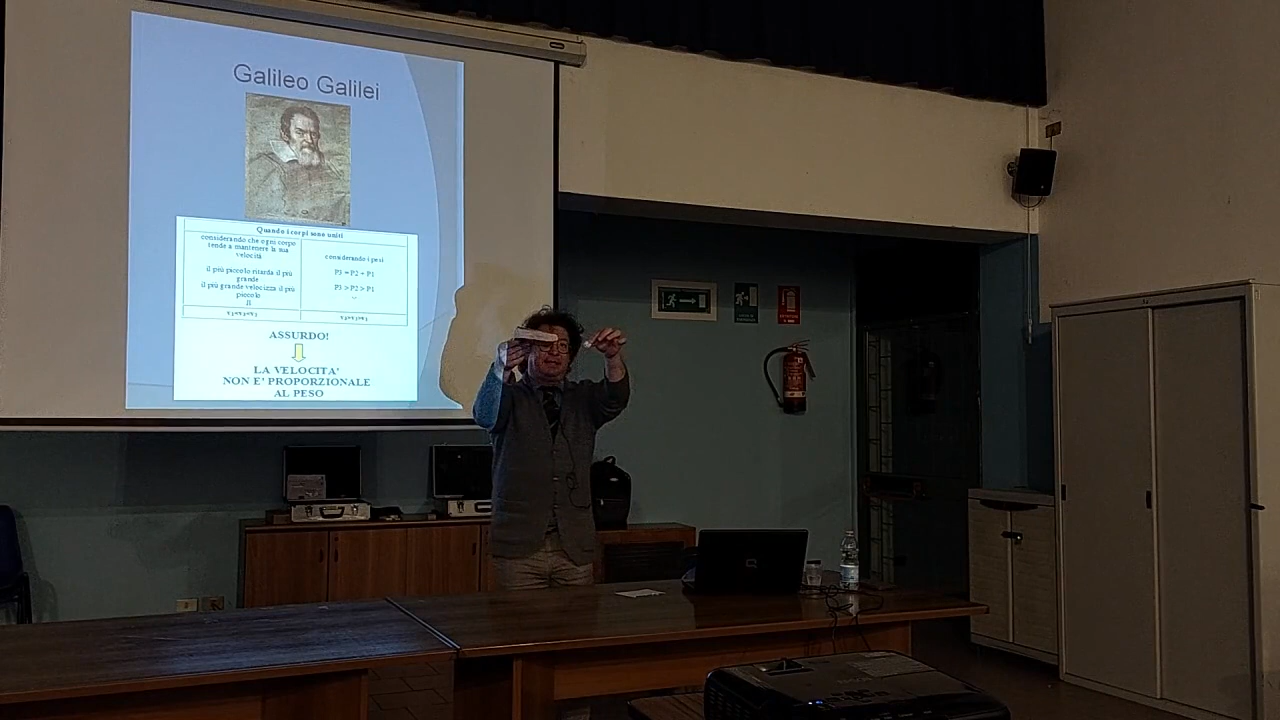 Galileo Galilei
Quando i corpi sono uniti
considerando che ogni corpo
tende a mantenere la sua
velocità
il più piccolo ritarda il più
grande
il più grande velocizza il più
piccolo
considerando i pesi
P3 = P2 + P1
P3 > P2 > P1
ASSURDO!
LA VELOCITA'
NON E' PROPORZIONALE
AL PESO